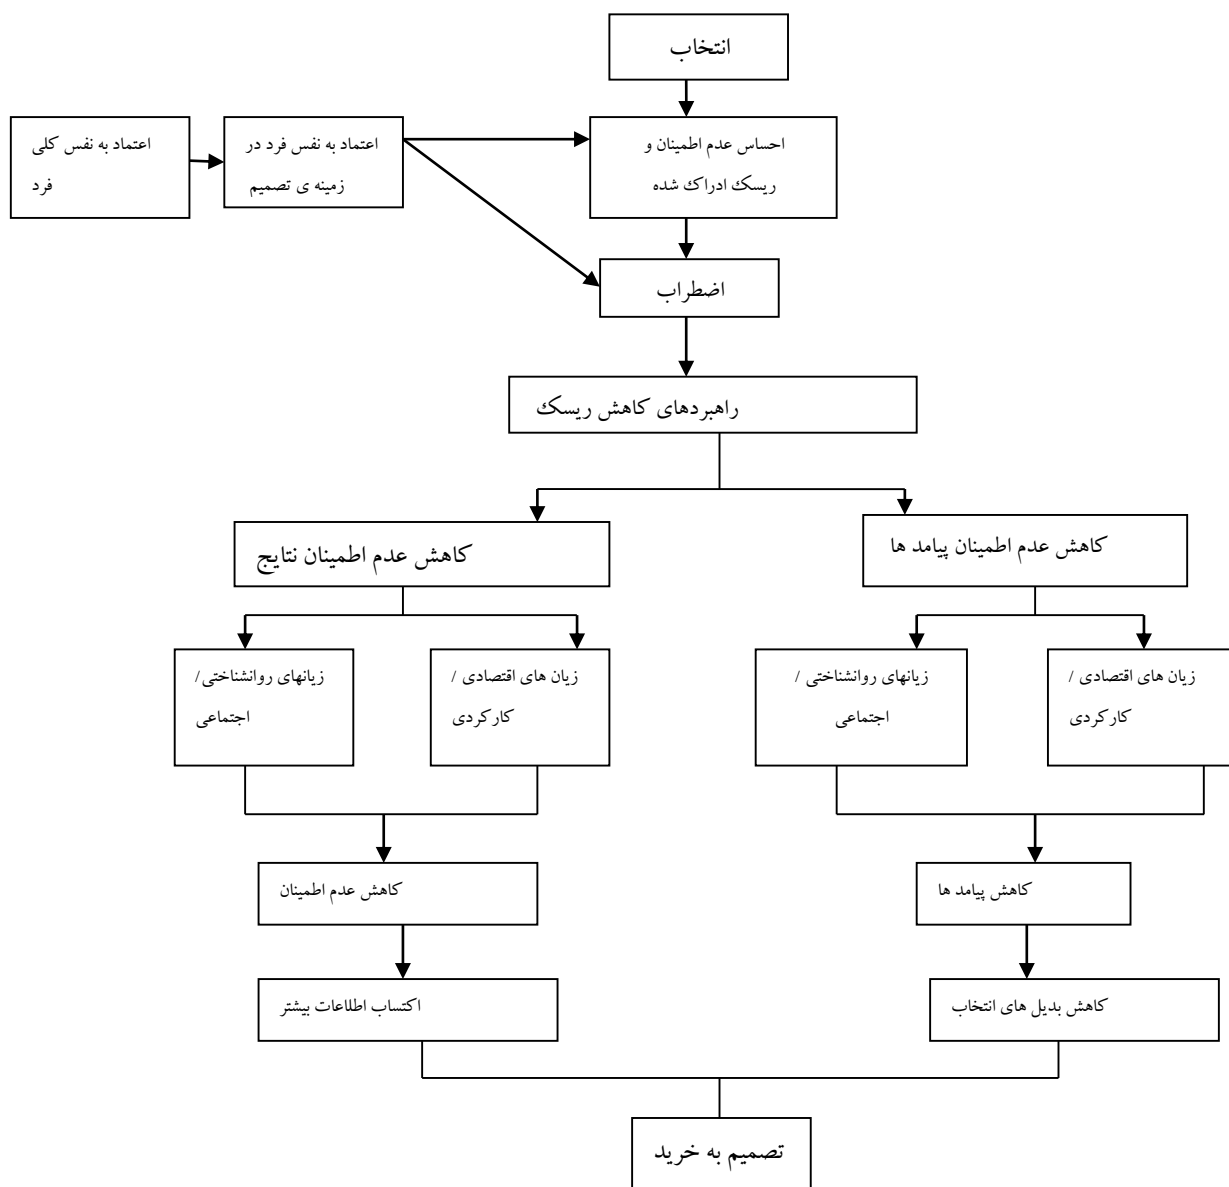 انتخاب
احساس عدم اطمینان و
ریسک ادراک شده
اعتماد به نفس فرد در
زمینه ی تصمیم
اعتماد به نفس کلی
فرد
اضطراب
راهبردهای کاهش ریسک
کاهش عدم اطمینان پیامد ها
کاهش عدم اطمینان نتایج
زیان های اقتصادی /
کارکردی
زیانهای روانشناختی /
اجتماعی
زیان های اقتصادی /
کارکردی
زیانهای روانشناختی/
اجتماعی
کاهش پیامد ها
کاهش عدم اطمینان
کاهش بدیل های انتخاب
اکتساب اطلاعات بیشتر
تصمیم به خرید